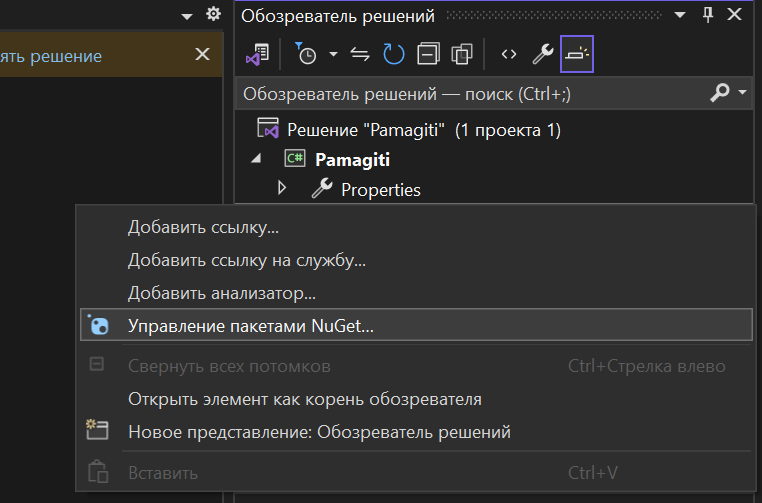 Обозреватель решений
ять решение
Обозреватель решений — поиск (Ctrl+;)
Решение "Pamagiti" (1 проекта 1)
C# Pamagiti
Properties
Добавить ссылку...
Добавить ссылку на службу...
Добавить анализатор...
Управление пакетами NuGet...
Свернуть всех потомков Ctrl+Стрелка влево
Открыть элемент как корень обозревателя
Новое представление: Обозреватель решений
Вставить Ctrl+V